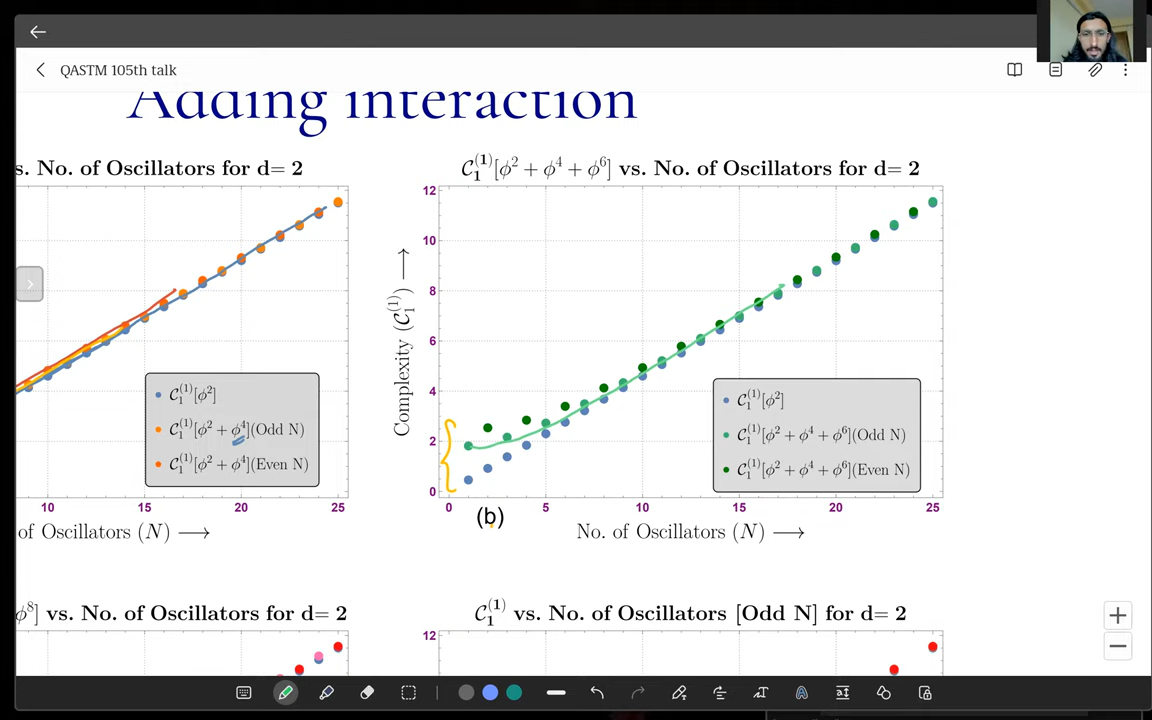 QASTM 105th talk
Adding interaction
s. No. of Oscillators for d= 2
10 15 20 25
of Oscillators (N) ⟶
𝒞₁⁽¹⁾[ϕ²]
𝒞₁⁽¹⁾[ϕ² + ϕ⁴](Odd N)
𝒞₁⁽¹⁾[ϕ² + ϕ⁴](Even N)
𝒞₁⁽¹⁾[ϕ² + ϕ⁴ + ϕ⁶] vs. No. of Oscillators for d= 2
Complexity (𝒞₁⁽¹⁾) ⟶
12
10
8
6
4
2
0
0 5 10 15 20 25
(b)
No. of Oscillators (N) ⟶
𝒞₁⁽¹⁾[ϕ²]
𝒞₁⁽¹⁾[ϕ² + ϕ⁴ + ϕ⁶](Odd N)
𝒞₁⁽¹⁾[ϕ² + ϕ⁴ + ϕ⁶](Even N)
ϕ⁸] vs. No. of Oscillators for d= 2
𝒞₁⁽¹⁾ vs. No. of Oscillators [Odd N] for d= 2
12